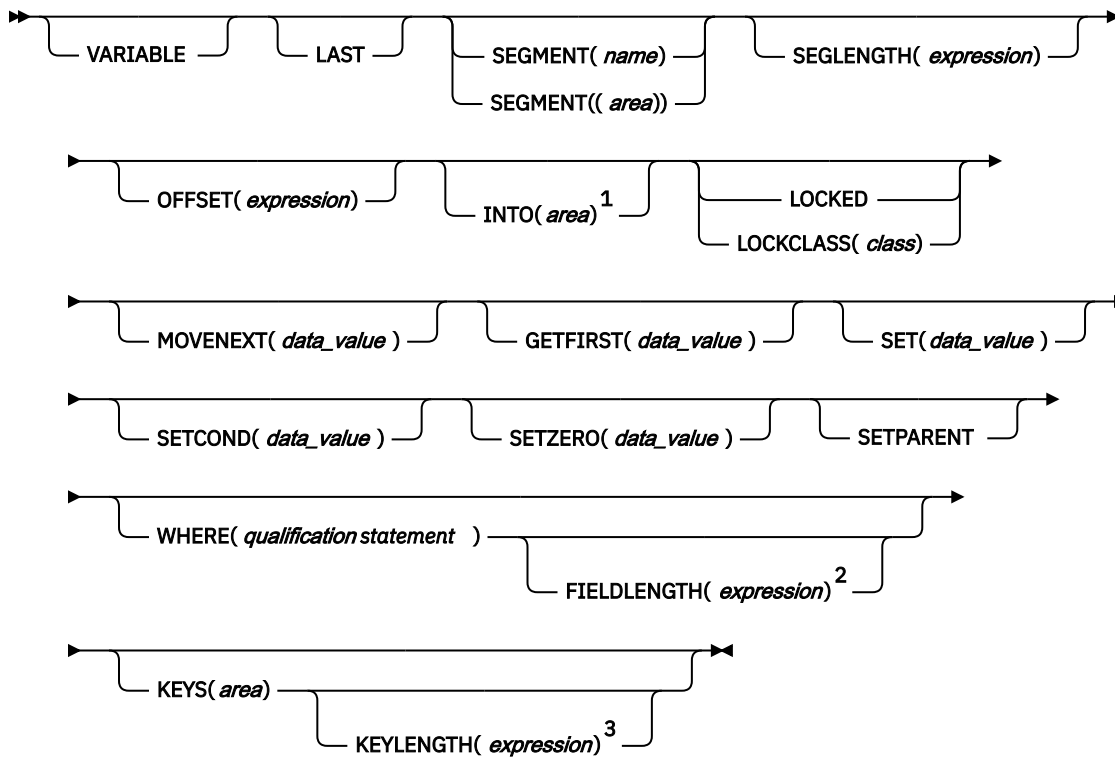 VARIABLE LAST SEGMENT( name) SEGLENGTH( expression)
SEGMENT(( area))
OFFSET( expression) INTO( area) 1 LOCKED
LOCKCLASS( class)
MOVENEXT( data_value ) GETFIRST( data_value ) SET( data_value )
SETCOND( data_value ) SETZERO( data_value ) SETPARENT
WHERE( qualification statement )
FIELDLENGTH( expression) 2
KEYS( area)
KEYLENGTH( expression) 3